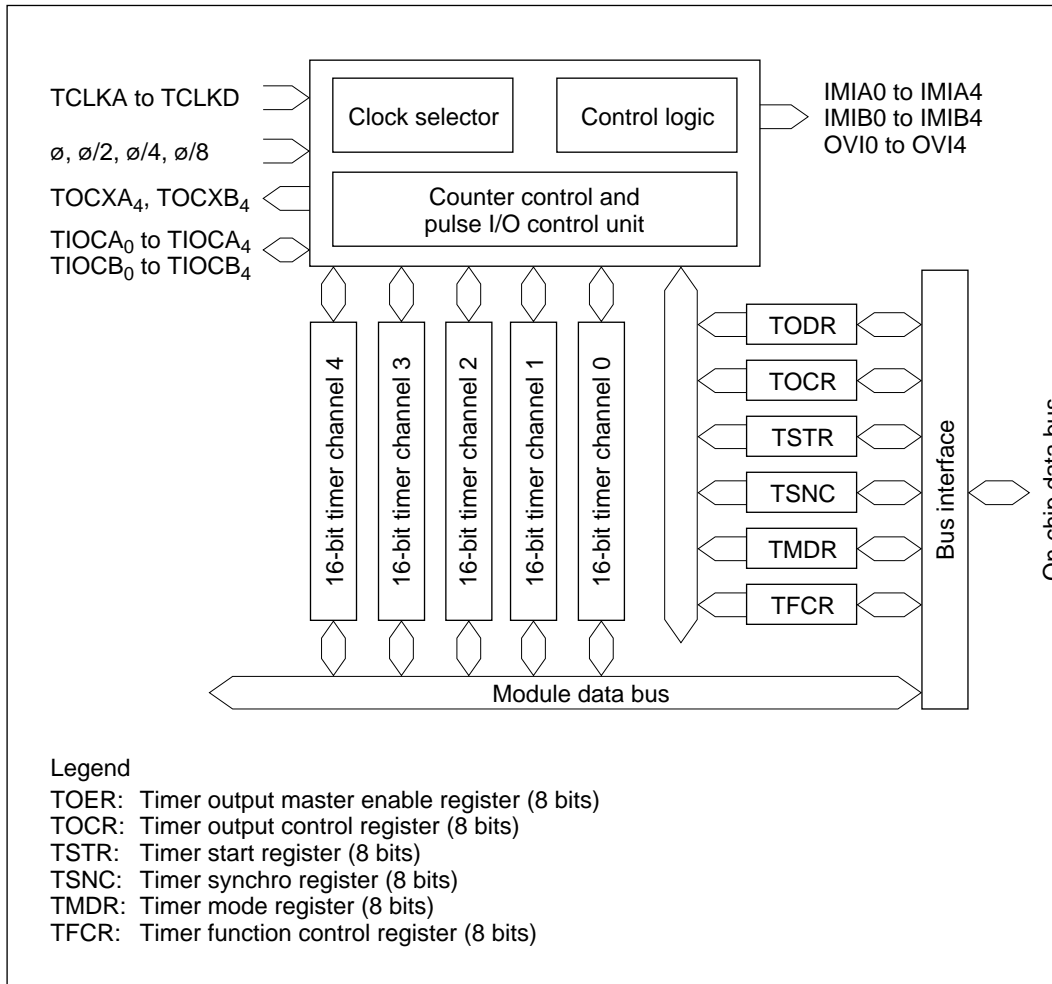 TCLKA to TCLKD
ø, ø/2, ø/4, ø/8
TOCXA4, TOCXB4
TIOCA0 to TIOCA4
TIOCB0 to TIOCB4
Clock selector
Control logic
Counter control and
pulse I/O control unit
IMIA0 to IMIA4
IMIB0 to IMIB4
OVI0 to OVI4
16-bit timer channel 4
16-bit timer channel 3
16-bit timer channel 2
16-bit timer channel 1
16-bit timer channel 0
TODR
TOCR
TSTR
TSNC
TMDR
TFCR
Bus interface
On-chip data bus
Module data bus
Legend
TOER: Timer output master enable register (8 bits)
TOCR: Timer output control register (8 bits)
TSTR: Timer start register (8 bits)
TSNC: Timer synchro register (8 bits)
TMDR: Timer mode register (8 bits)
TFCR: Timer function control register (8 bits)